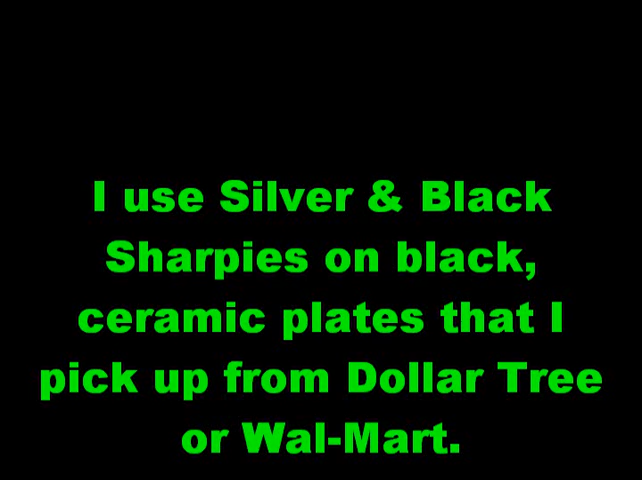 I use Silver & Black
Sharpies on black,
ceramic plates that I
pick up from Dollar Tree
or Wal-Mart.